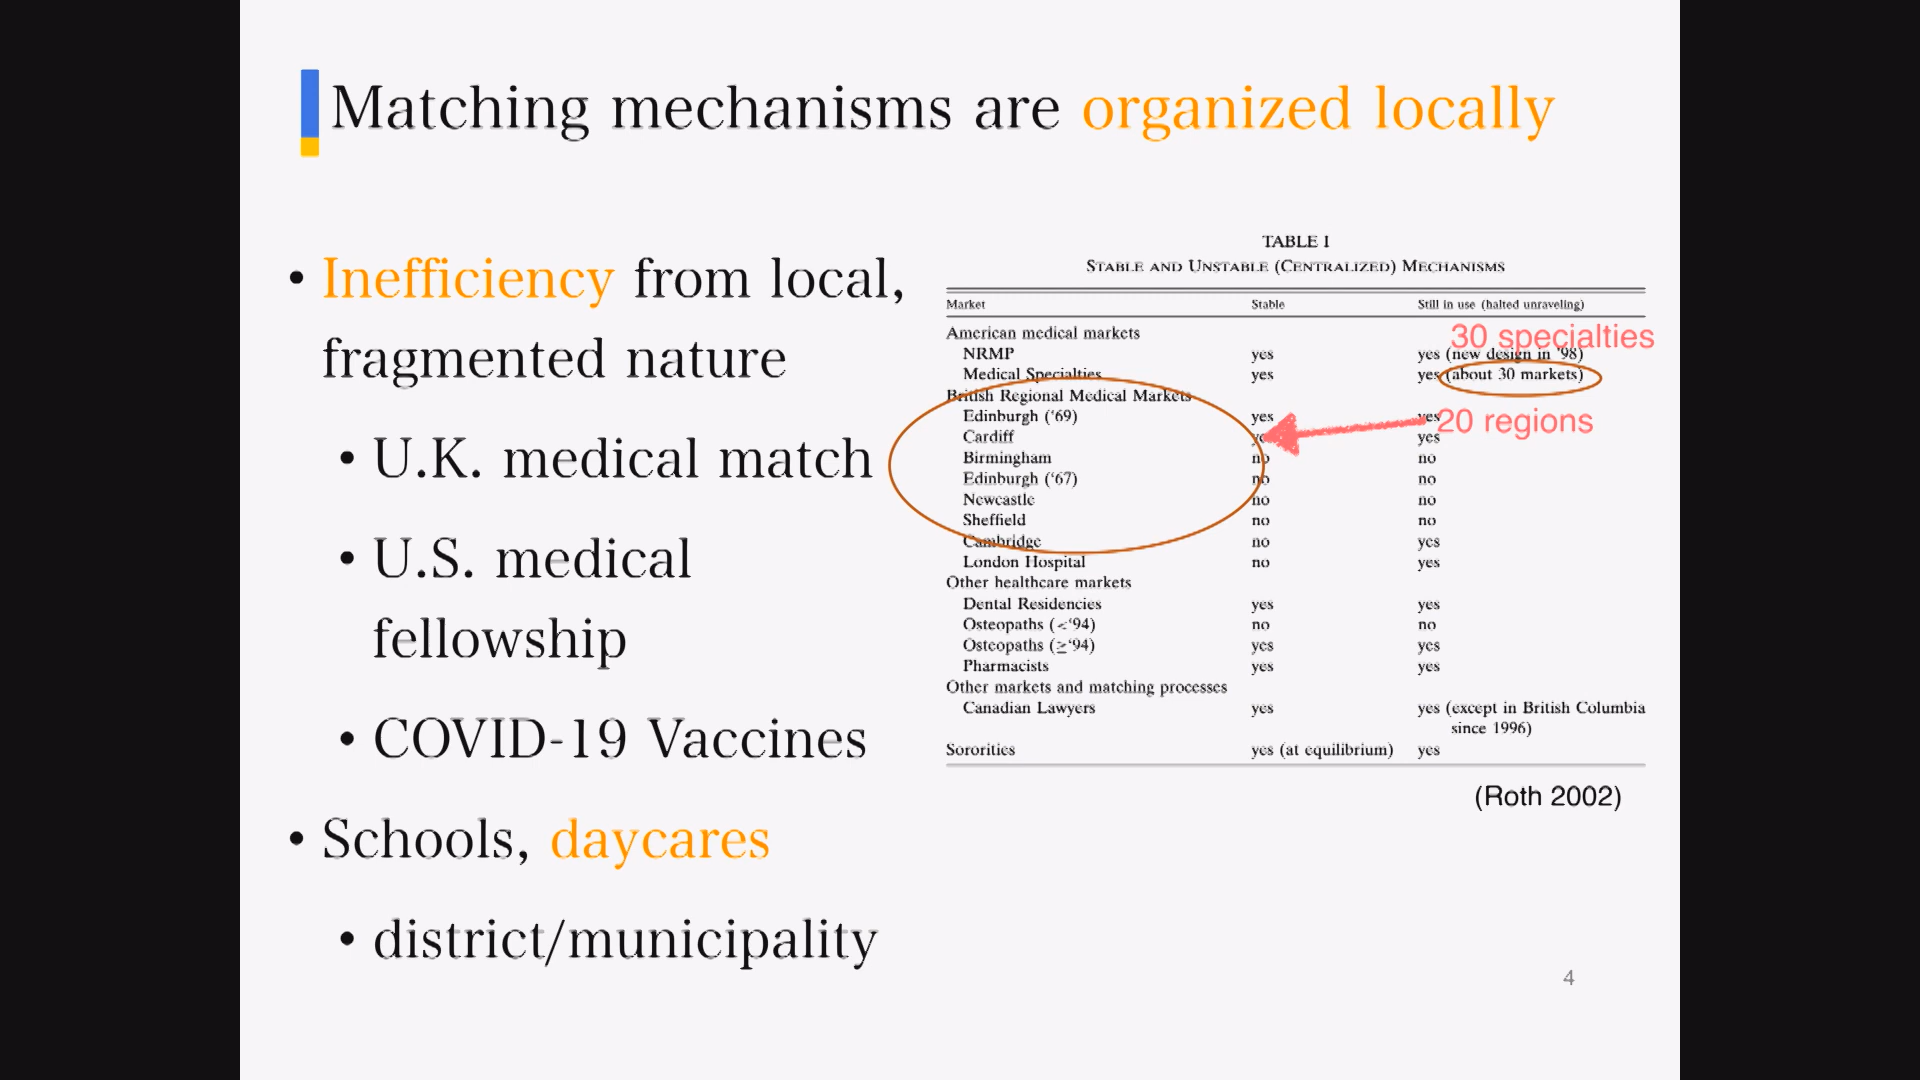 Matching mechanisms are organized locally
• Inefficiency from local,
fragmented nature
• U.K. medical match
• U.S. medical
fellowship
• COVID-19 Vaccines
• Schools, daycares
• district/municipality
TABLE I
STABLE AND UNSTABLE (CENTRALIZED) MECHANISMS
Market Stable Still in use (halted unraveling)
American medical markets
30 specialties
NRMP yes yes (new design in '98)
Medical Specialties yes yes (about 30 markets)
British Regional Medical Markets
Edinburgh ('69) yes yes
20 regions
Cardiff yes yes
Birmingham no no
Edinburgh ('67) no no
Newcastle no no
Sheffield no no
Cambridge no yes
London Hospital no yes
Other healthcare markets
Dental Residencies yes yes
Osteopaths (<'94) no no
Osteopaths (≥'94) yes yes
Pharmacists yes yes
Other markets and matching processes
Canadian Lawyers yes yes (except in British Columbia
since 1996)
Sororities yes (at equilibrium) yes
(Roth 2002)
4